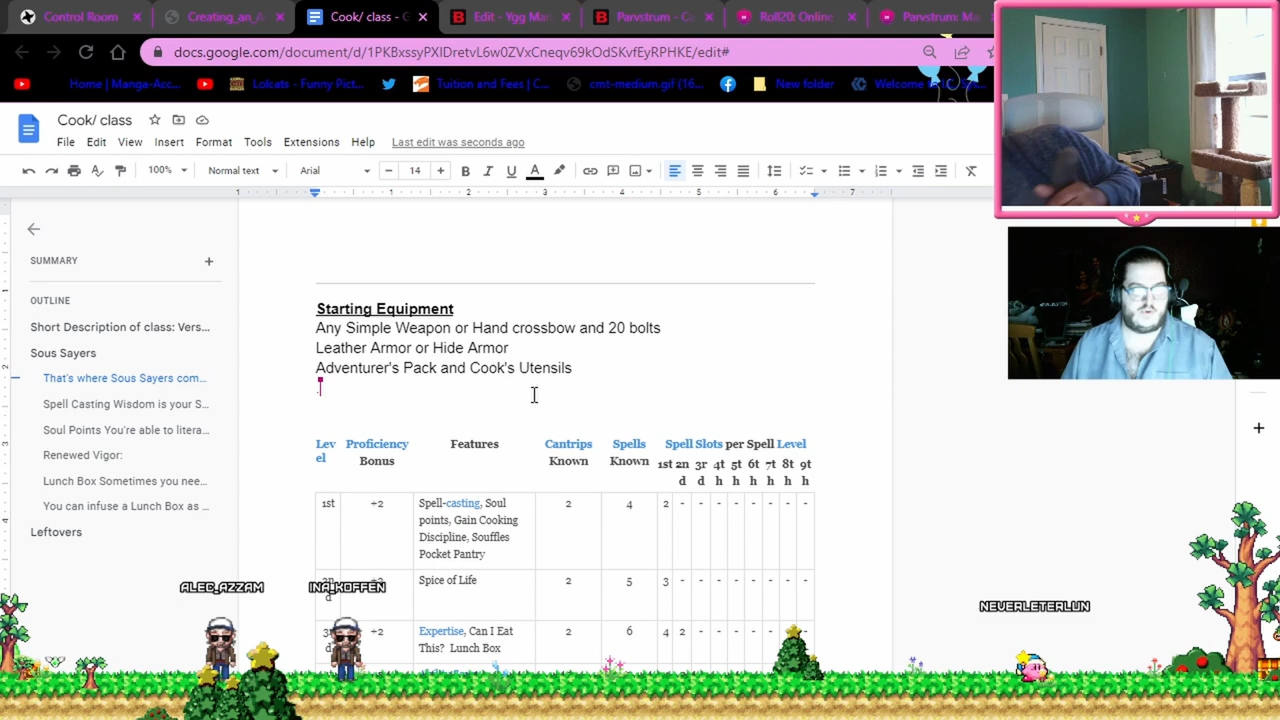 Control Room
Creating_an_A
Cook/ class - G
Edit - Ygg Mar
Parvstrum - Ca
Roll20: Online
Parvstrum: Ma
docs.google.com/document/d/1PKBxssyPXIDretvL6w0ZVxCneqv69kOdSKvfEyRPHKE/edit#
Home | Manga-Acc...
Lolcats - Funny Pict...
Tuition and Fees | C...
cmt-medium.gif (16...
New folder
Cook/ class
File Edit View Insert Format Tools Extensions Help Last edit was seconds ago
100% Normal text Arial 14
SUMMARY
OUTLINE
Short Description of class: Vers...
Sous Sayers
That's where Sous Sayers com...
Spell Casting Wisdom is your S...
Soul Points You're able to litera...
Renewed Vigor:
Lunch Box Sometimes you nee...
You can infuse a Lunch Box as ...
Leftovers
Starting Equipment
Any Simple Weapon or Hand crossbow and 20 bolts
Leather Armor or Hide Armor
Adventurer's Pack and Cook's Utensils
Level Proficiency Bonus Features Cantrips Known Spells Known Spell Slots per Spell Level
1st 2nd 3rd 4th 5th 6th 7th 8th 9th
1st +2 Spell-casting, Soul points, Gain Cooking Discipline, Souffles Pocket Pantry 2 4 2 - - - - - - - -
Spice of Life 2 5 3 - - - - - - - -
+2 Expertise, Can I Eat This? Lunch Box 2 6 4 2 - - - - - - -
ALEC_AZZAM
INA_KOFFEN
NEVERLETERLUN